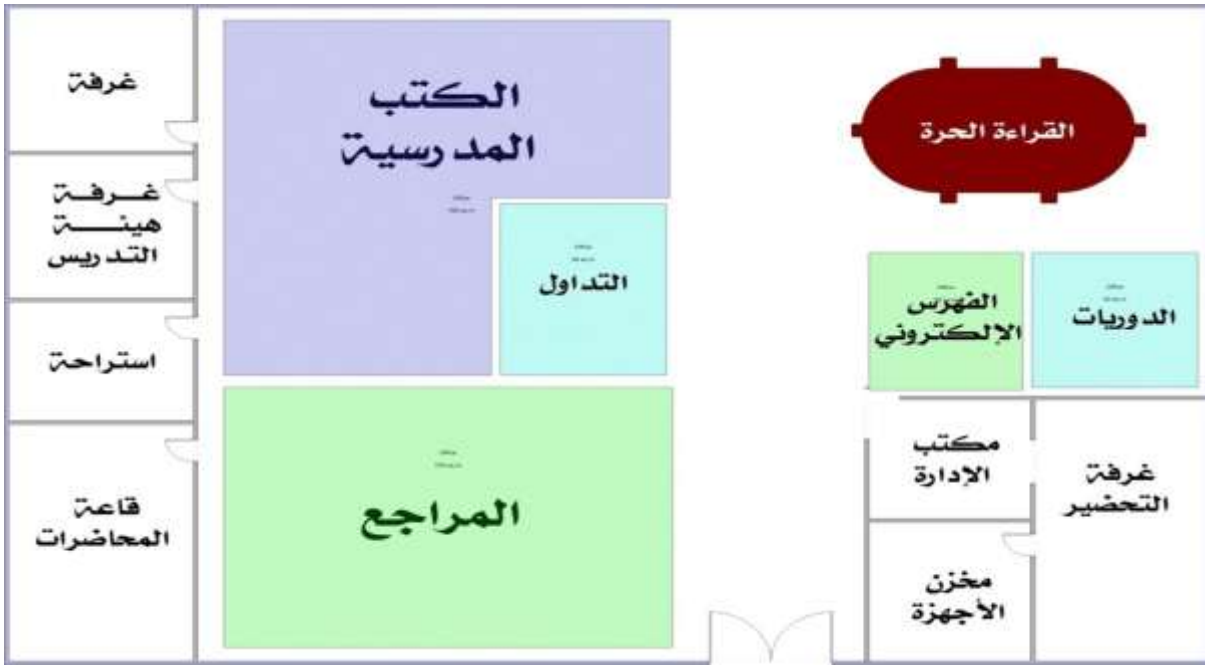 غرفة
الكتب
المدرسية
القراءة الحرة
غرفة
هيئة
التدريس
التداول
الفهرس
الإلكتروني
الدوريات
استراحة
مكتب
الإدارة
غرفة
التحضير
المراجع
قاعة
المحاضرات
مخزن
الأجهزة